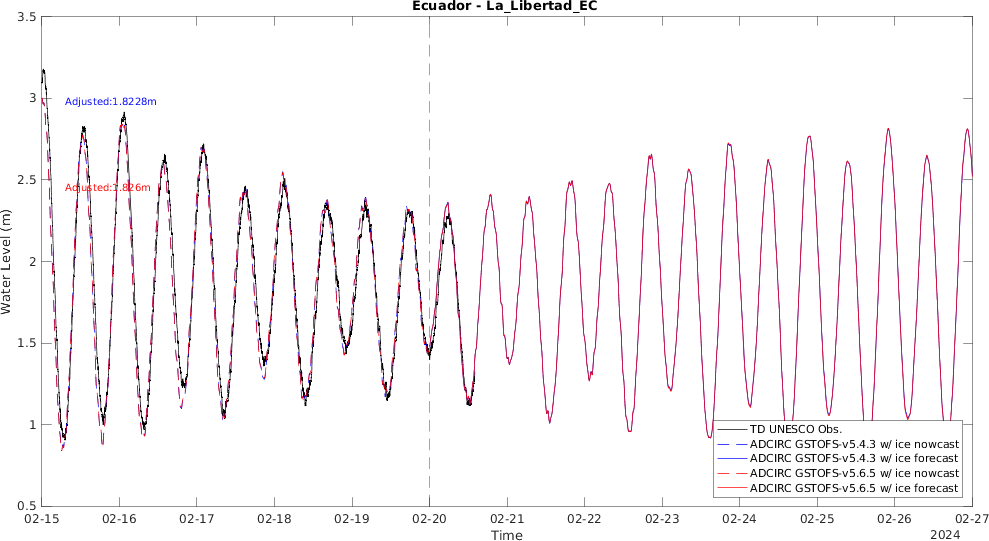 Ecuador - La_Libertad_EC
3.5
3
2.5
2
1.5
1
0.5
Water Level (m)
Adjusted:1.8228m
Adjusted:1.826m
TD UNESCO Obs.
ADCIRC GSTOFS-v5.4.3 w/ ice nowcast
ADCIRC GSTOFS-v5.4.3 w/ ice forecast
ADCIRC GSTOFS-v5.6.5 w/ ice nowcast
ADCIRC GSTOFS-v5.6.5 w/ ice forecast
02-15 02-16 02-17 02-18 02-19 02-20 02-21 02-22 02-23 02-24 02-25 02-26 02-27
Time
2024